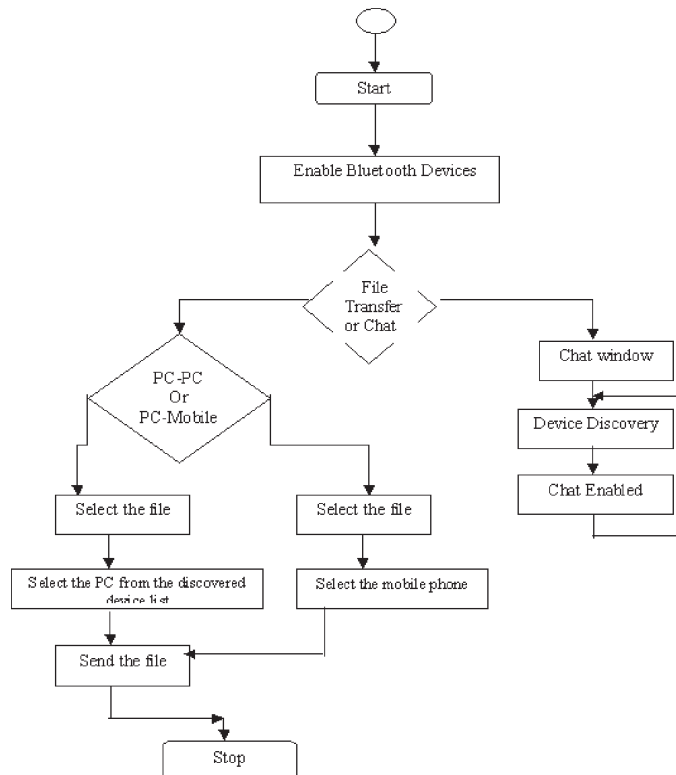 Start
Enable Bluetooth Devices
File
Transfer
or Chat
PC-PC
Or
PC-Mobile
Chat window
Device Discovery
Chat Enabled
Select the file
Select the file
Select the PC from the discovered
device list
Select the mobile phone
Send the file
Stop